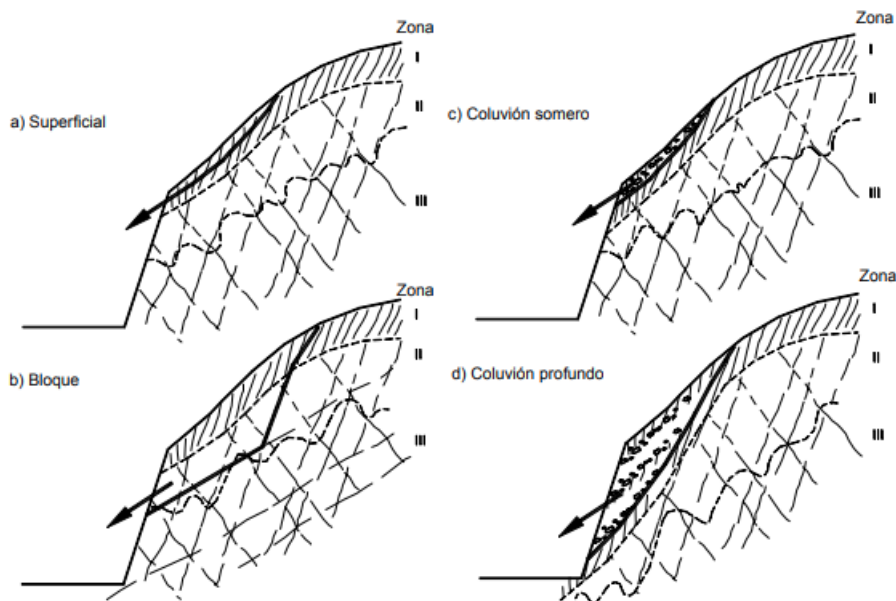 Zona
I
a) Superficial
II
III
Zona
I
c) Coluvión somero
II
III
Zona
I
b) Bloque
II
III
Zona
I
d) Coluvión profundo
II
III